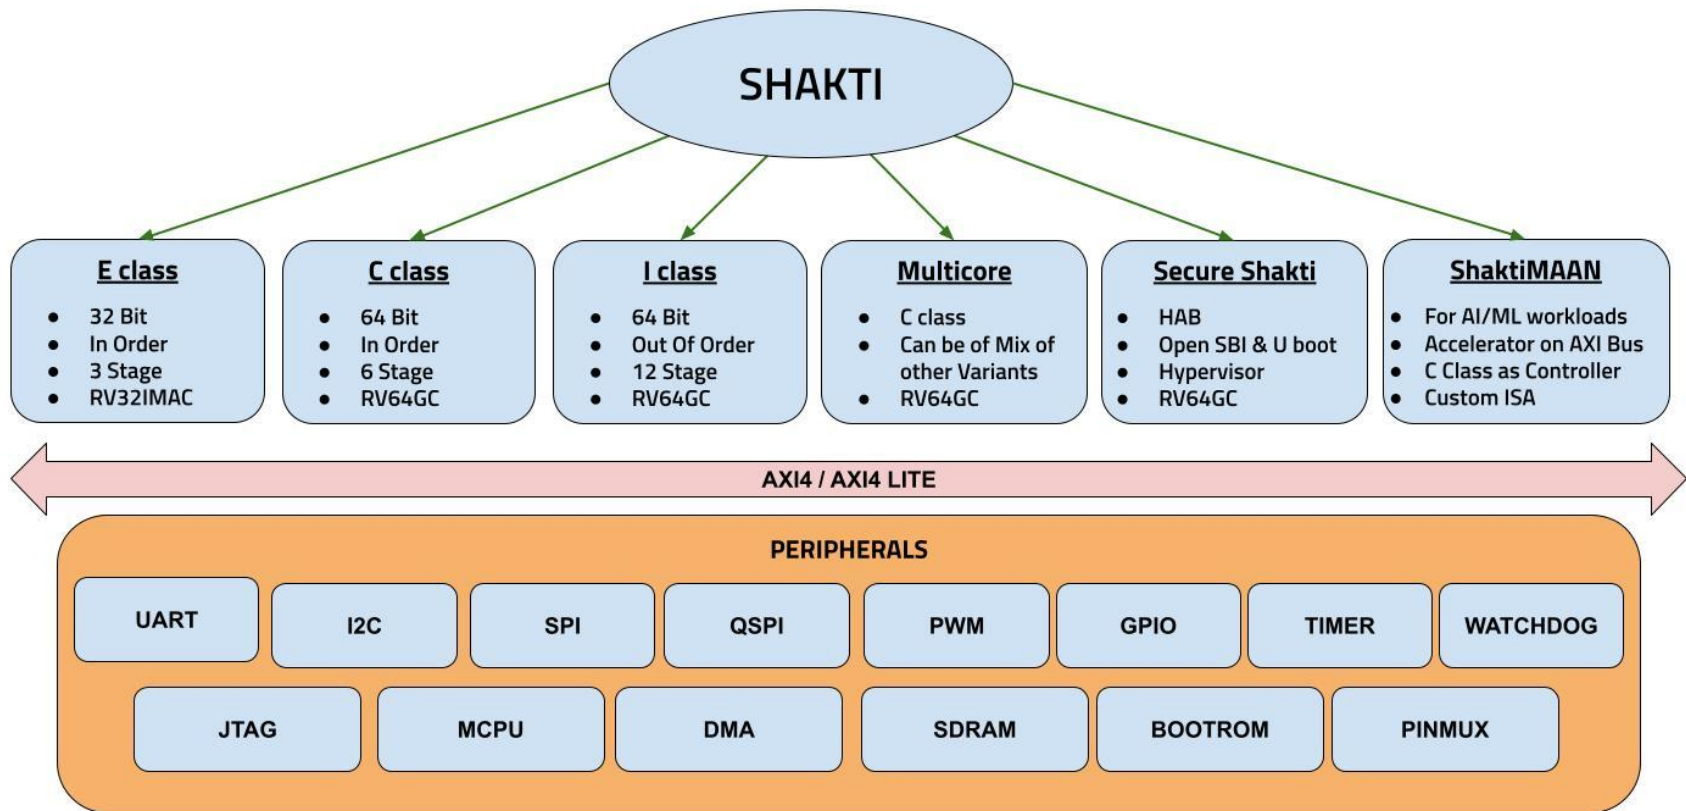 SHAKTI
E class
● 32 Bit
● In Order
● 3 Stage
● RV32IMAC
C class
● 64 Bit
● In Order
● 6 Stage
● RV64GC
I class
● 64 Bit
● Out Of Order
● 12 Stage
● RV64GC
Multicore
● C class
● Can be of Mix of
other Variants
● RV64GC
Secure Shakti
● HAB
● Open SBI & U boot
● Hypervisor
● RV64GC
ShaktiMAAN
● For AI/ML workloads
● Accelerator on AXI Bus
● C Class as Controller
● Custom ISA
AXI4 / AXI4 LITE
PERIPHERALS
UART
I2C
SPI
QSPI
PWM
GPIO
TIMER
WATCHDOG
JTAG
MCPU
DMA
SDRAM
BOOTROM
PINMUX